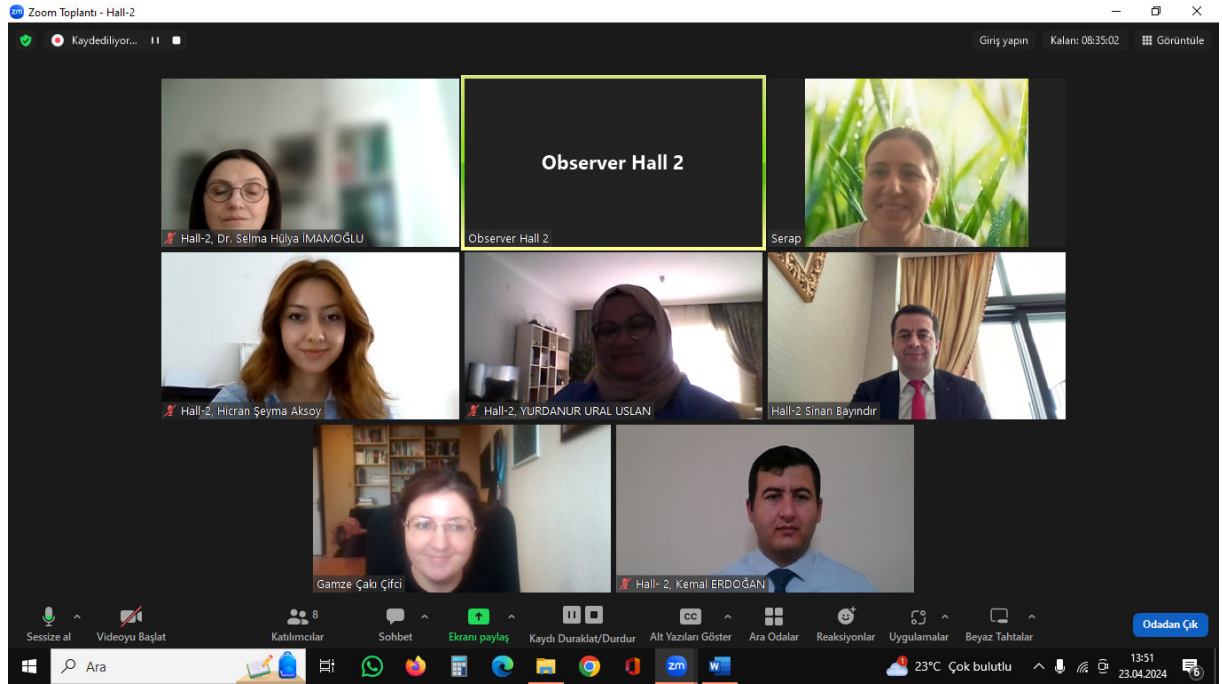 Zoom Toplantı - Hall-2
Kaydediliyor...
Giriş yapın
Kalan: 08:35:02
Görüntüle
Observer Hall 2
Hall-2, Dr. Selma Hülya İMAMOĞLU
Observer Hall 2
Serap
Hall-2, Hicran Şeyma Aksoy
Hall-2, YURDANUR URAL USLAN
Hall-2 Sinan Bayındır
Gamze Çakı Çifci
Hall- 2, Kemal ERDOĞAN
8
CC
Sessize al
Videoyu Başlat
Katılımcılar
Sohbet
Ekranı paylaş
Kaydı Duraklat/Durdur
Alt Yazıları Göster
Ara Odalar
Reaksiyonlar
Uygulamalar
Beyaz Tahtalar
Odadan Çık
Ara
zm
W
23°C Çok bulutlu
13:51
23.04.2024
6